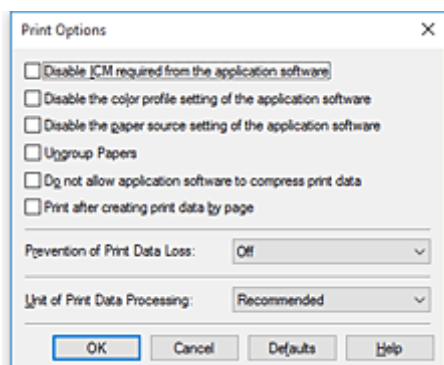 Print Options
Disable ICM required from the application software
Disable the color profile setting of the application software
Disable the paper source setting of the application software
Ungroup Papers
Do not allow application software to compress print data
Print after creating print data by page
Prevention of Print Data Loss: Off
Unit of Print Data Processing: Recommended
OK Cancel Defaults Help